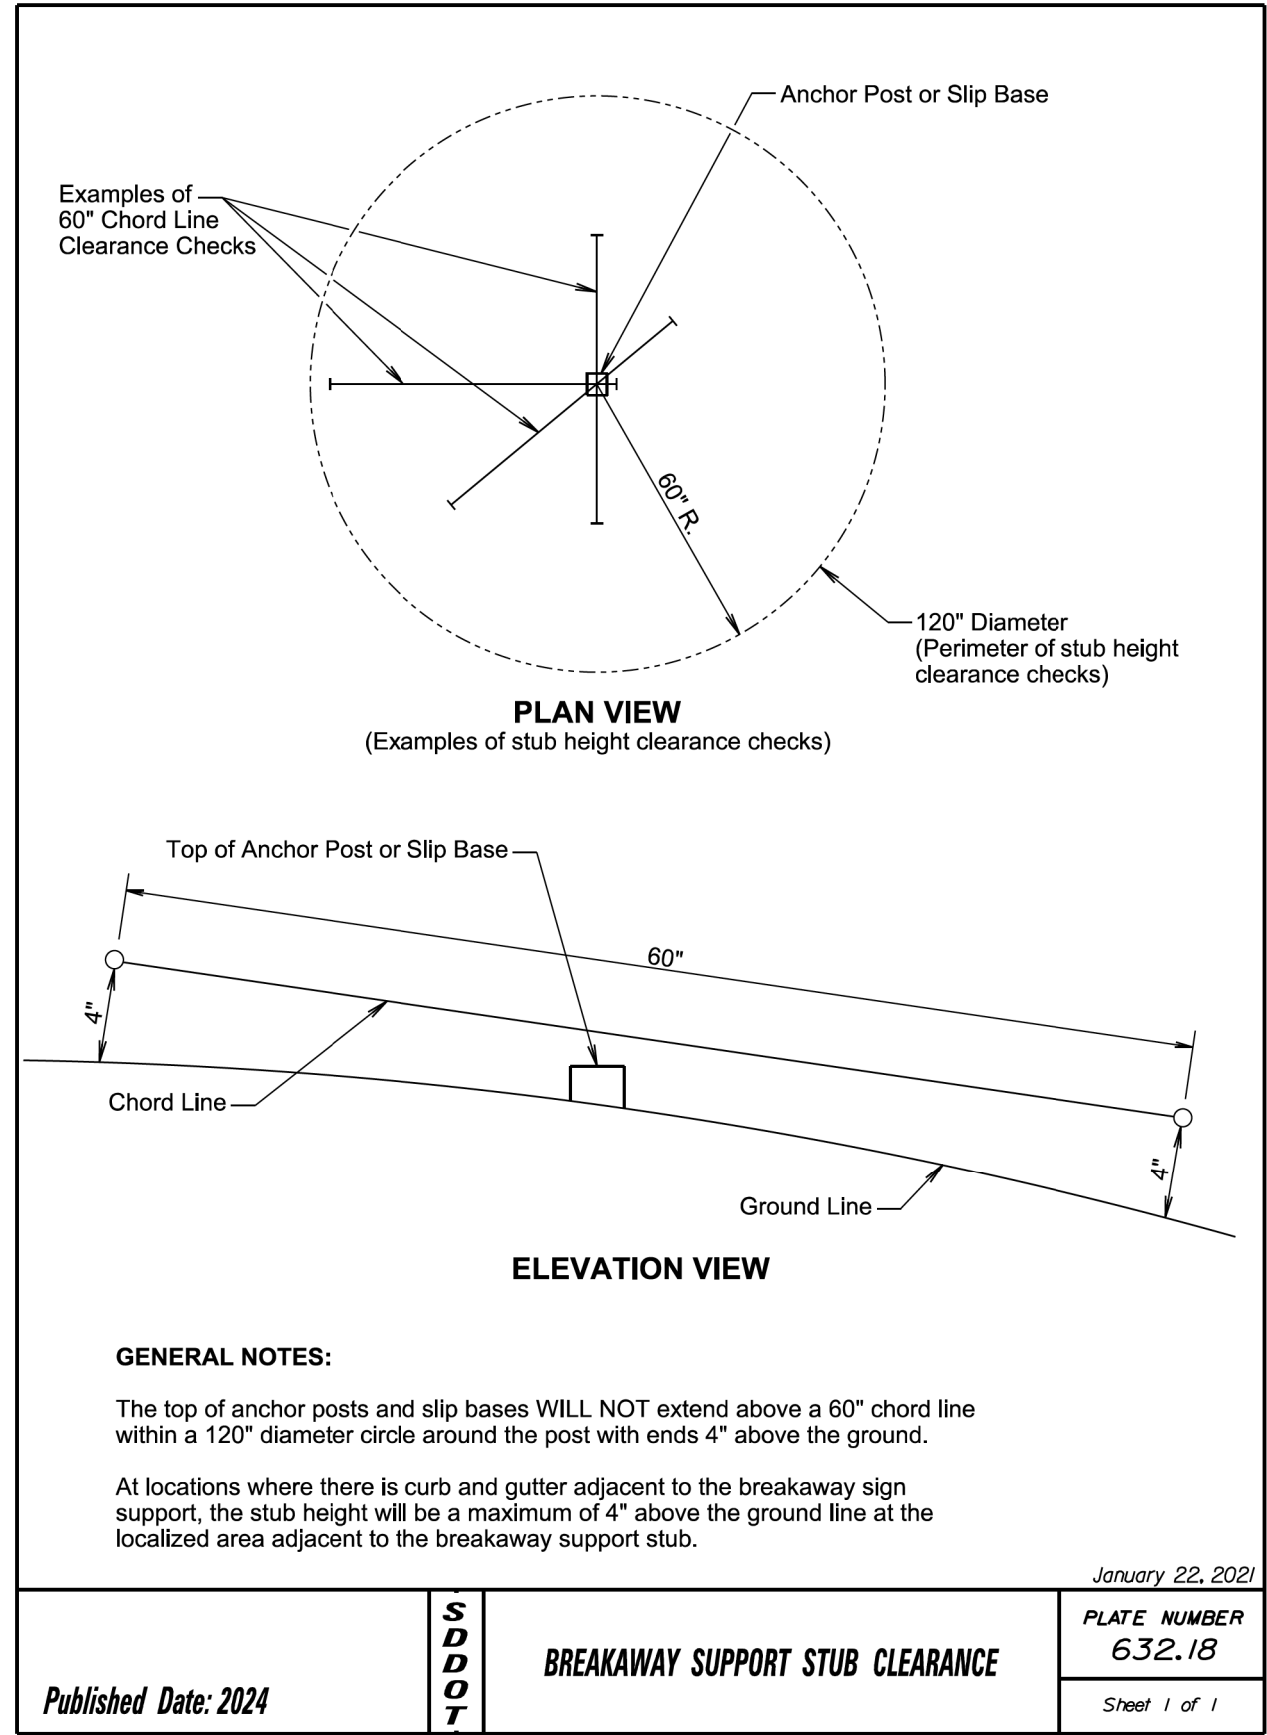 Anchor Post or Slip Base
Examples of
60" Chord Line
Clearance Checks
60" R.
120" Diameter
(Perimeter of stub height
clearance checks)
PLAN VIEW
(Examples of stub height clearance checks)
Top of Anchor Post or Slip Base
60"
4"
Chord Line
4"
Ground Line
ELEVATION VIEW
GENERAL NOTES:
The top of anchor posts and slip bases WILL NOT extend above a 60" chord line
within a 120" diameter circle around the post with ends 4" above the ground.
At locations where there is curb and gutter adjacent to the breakaway sign
support, the stub height will be a maximum of 4" above the ground line at the
localized area adjacent to the breakaway support stub.
January 22, 2021
Published Date: 2024
SDDOT
BREAKAWAY SUPPORT STUB CLEARANCE
PLATE NUMBER
632.18
Sheet 1 of 1